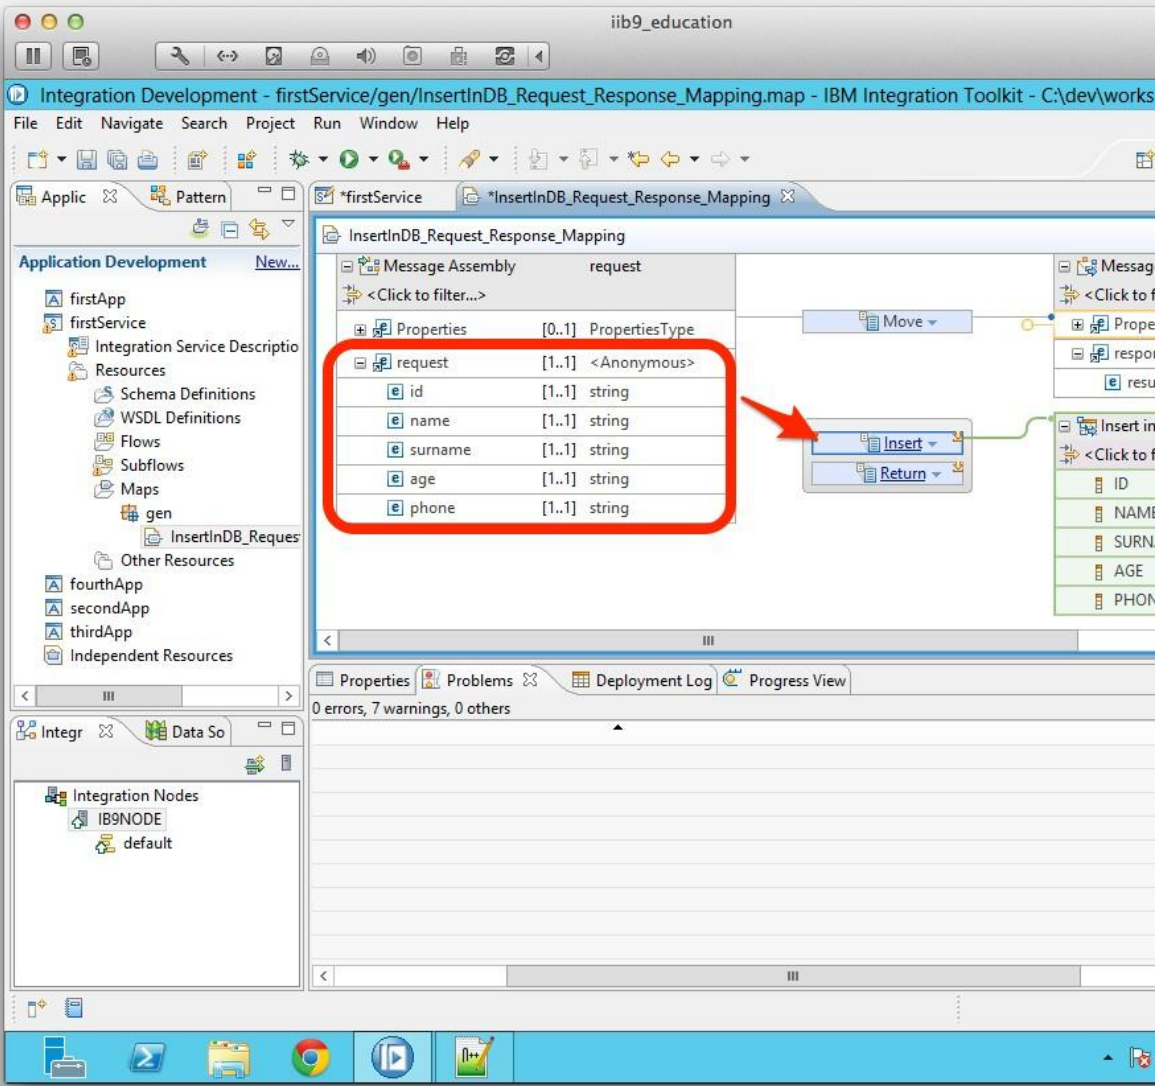 iib9_education
Integration Development - firstService/gen/InsertInDB_Request_Response_Mapping.map - IBM Integration Toolkit - C:\dev\works
File Edit Navigate Search Project Run Window Help
Applic
Pattern
*firstService
*InsertInDB_Request_Response_Mapping
InsertInDB_Request_Response_Mapping
Application Development New...
firstApp
firstService
Integration Service Descriptio
Resources
Schema Definitions
WSDL Definitions
Flows
Subflows
Maps
gen
InsertInDB_Reques
Other Resources
fourthApp
secondApp
thirdApp
Independent Resources
Message Assembly request
<Click to filter...>
Properties [0..1] PropertiesType
request [1..1] <Anonymous>
id [1..1] string
name [1..1] string
surname [1..1] string
age [1..1] string
phone [1..1] string
Move
Insert
Return
Messag
<Click to f
Prope
respo
resu
Insert in
<Click to f
ID
NAME
SURN
AGE
PHON
Properties Problems Deployment Log Progress View
0 errors, 7 warnings, 0 others
Integr Data So
Integration Nodes
IB9NODE
default